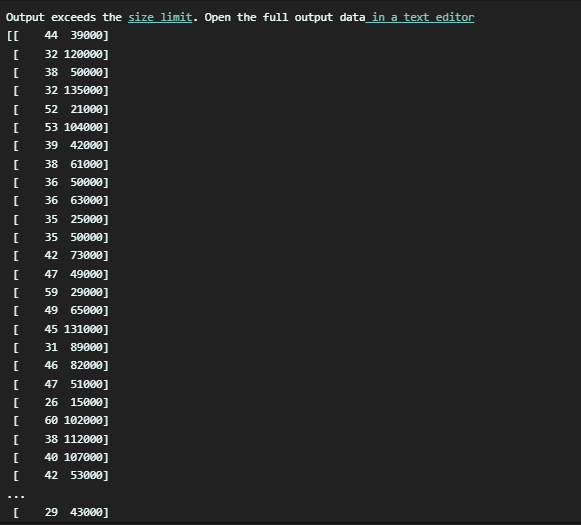 Output exceeds the size limit. Open the full output data in a text editor
[[    44  39000]
 [    32 120000]
 [    38  50000]
 [    32 135000]
 [    52  21000]
 [    53 104000]
 [    39  42000]
 [    38  61000]
 [    36  50000]
 [    36  63000]
 [    35  25000]
 [    35  50000]
 [    42  73000]
 [    47  49000]
 [    59  29000]
 [    49  65000]
 [    45 131000]
 [    31  89000]
 [    46  82000]
 [    47  51000]
 [    26  15000]
 [    60 102000]
 [    38 112000]
 [    40 107000]
 [    42  53000]
...
 [    29  43000]